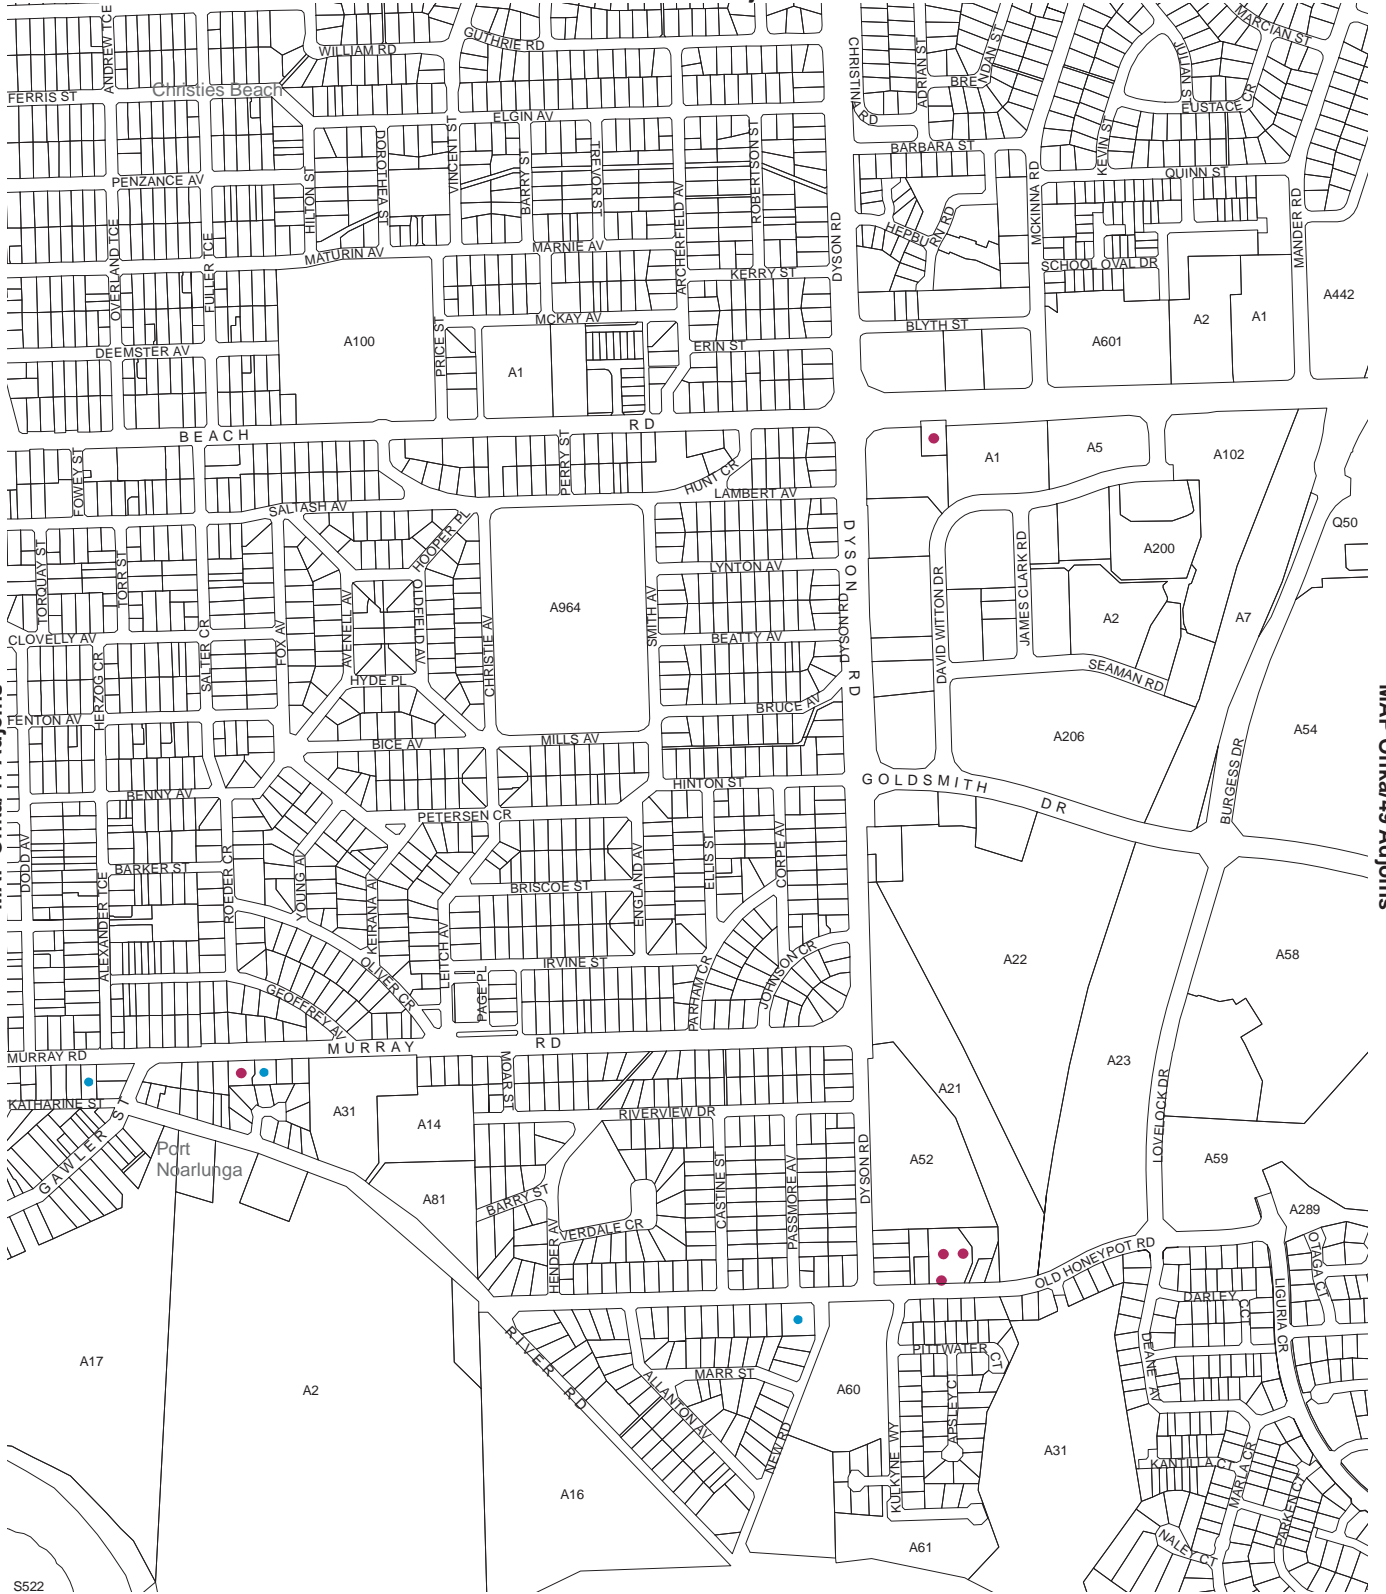 ANDREW TCE
WILLIAM RD
GUTHRIE RD
CHRISTINA RD
ADRIAN ST
BRENDAN ST
JULIAN S
MARCIAN ST
Christies Beach
FERRIS ST
EUSTACE CR
ELGIN AV
KEVIN ST
BARBARA ST
QUINN ST
DOROTHEA ST
VINCENT ST
BARRY ST
TREVOR ST
ROBERTSON ST
PENZANCE AV
HILTON ST
ARCHERFIELD AV
DYSON RD
MCKINNA RD
MANDER RD
HEPBURN RD
OVERLAND TCE
FULLER TCE
MATURIN AV
MARNIE AV
KERRY ST
SCHOOL OVAL DR
A442
A2
A1
MCKAY AV
BLYTH ST
PRICE ST
A100
A601
DEEMSTER AV
ERIN ST
A1
BEACH RD
FOWEY ST
PERRY ST
HUNT CR
A1
A5
A102
LAMBERT AV
SALTASH AV
HOOPER PL
Q50
TORQUAY ST
TORR ST
DYSON RD
JAMES CLARK RD
A200
LYNTON AV
AVENELL AV
OLDFIELD AV
A964
SMITH AV
DYSON RD
DAVID WITTON DR
A2
A7
CLOVELLY AV
SALTER CR
FOX AV
CHRISTIE AV
BEATTY AV
HERZOG CR
HYDE PL
SEAMAN RD
BRUCE AV
FENTON AV
A54
BICE AV
MILLS AV
A206
BURGESS DR
HINTON ST
GOLDSMITH DR
BENNY AV
PETERSEN CR
DODD AV
BARKER ST
ROEDER CR
YOUNG AV
KEIRANA AV
BRISCOE ST
ENGLAND AV
ELLIS ST
CORPE AV
ALEXANDER TCE
LEITCH AV
A22
A58
IRVINE ST
OLIVER CR
GEOFFREY AV
PAGE PL
PARHAM CR
JOHNSON CR
MURRAY RD
MURRAY RD
MOAR ST
A23
A21
LOVELOCK DR
KATHARINE ST
A31
A14
RIVERVIEW DR
GAWLER ST
Port
Noarlunga
CASTINE ST
PASSMORE AV
DYSON RD
A52
A59
A81
BARRY ST
VERDALE CR
HENDER AV
A289
OTAGA CT
OLD HONEYPOT RD
DARLEY CC
LIGURIA CR
RIVER RD
PITTWATER CT
DEANE AV
A17
A2
MARR ST
A60
ALLANTON AV
APSLEY C
NEW RD
KULKYNE WY
A31
KANTILLA CT
MARLA CR
PARKEN CT
A16
A61
NALEY CT
S522